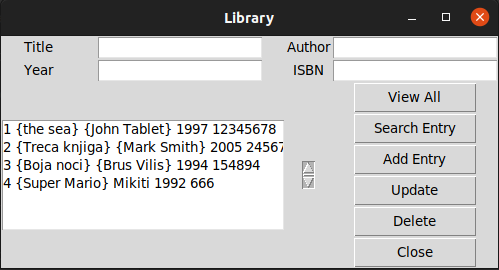 Library
Title
Author
Year
ISBN
View All
Search Entry
Add Entry
Update
Delete
Close
1 {the sea} {John Tablet} 1997 12345678
2 {Treca knjiga} {Mark Smith} 2005 24567
3 {Boja noci} {Brus Vilis} 1994 154894
4 {Super Mario} Mikiti 1992 666